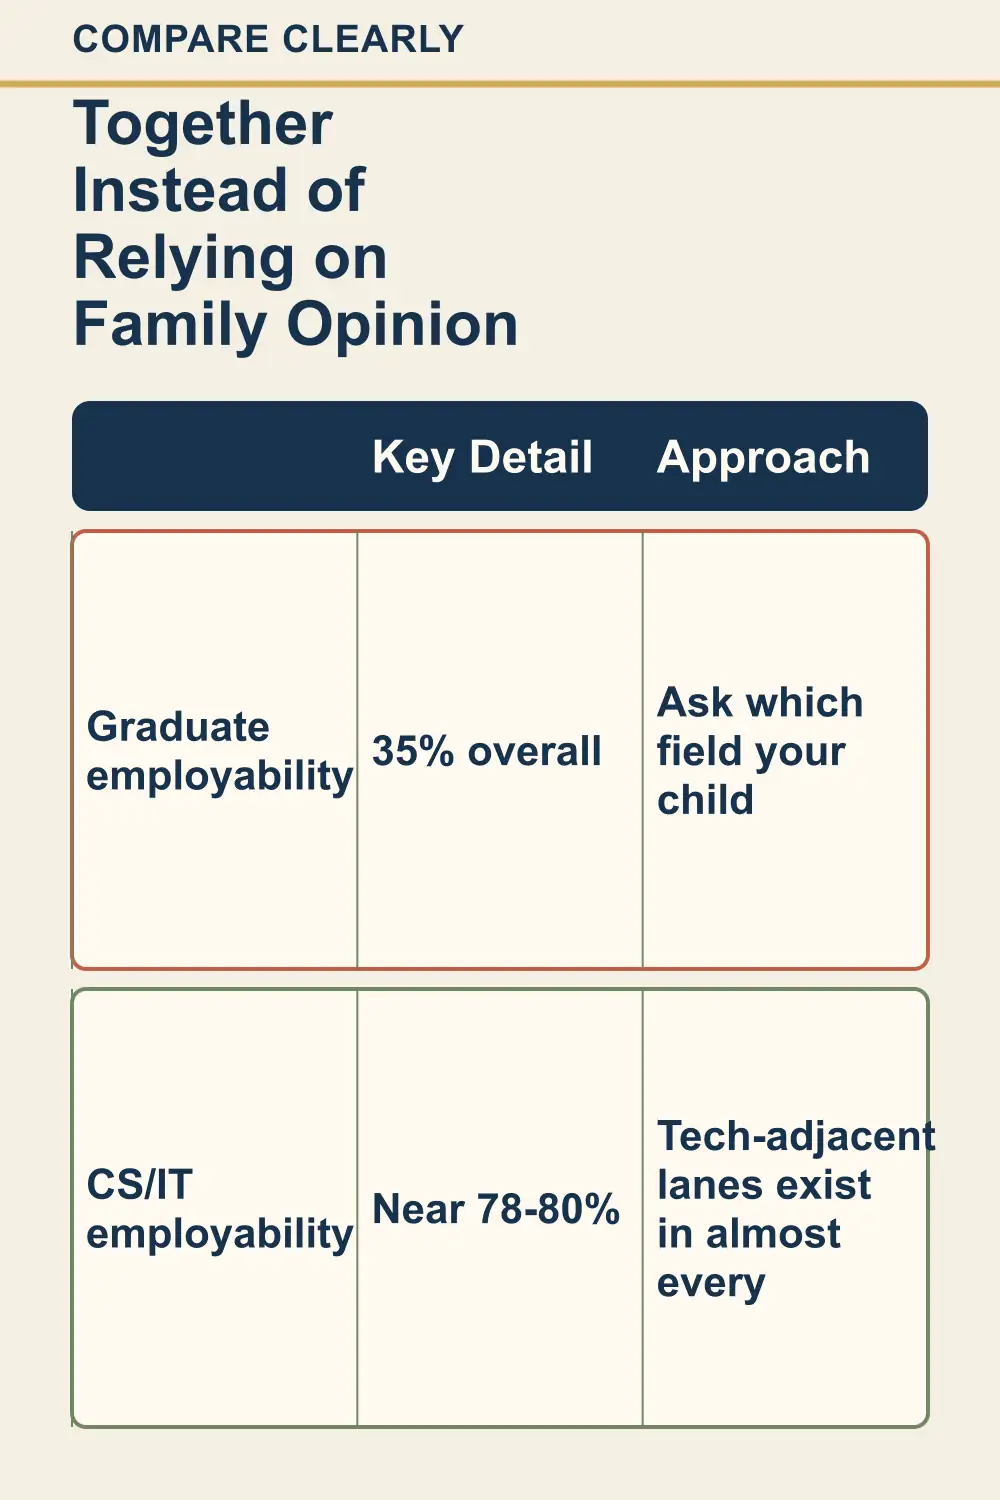 COMPARE CLEARLY
Together
Instead of
Relying on
Family Opinion
Key Detail
Approach
Graduate
employability
35% overall
Ask which
field your
child
CS/IT
employability
Near 78-80%
Tech-adjacent
lanes exist
in almost
every